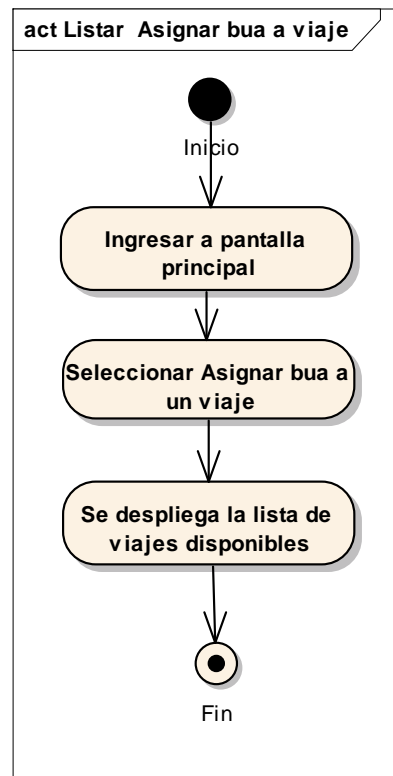 act Listar Asignar bua a viaje
Inicio
Ingresar a pantalla
principal
Seleccionar Asignar bua a
un viaje
Se despliega la lista de
viajes disponibles
Fin